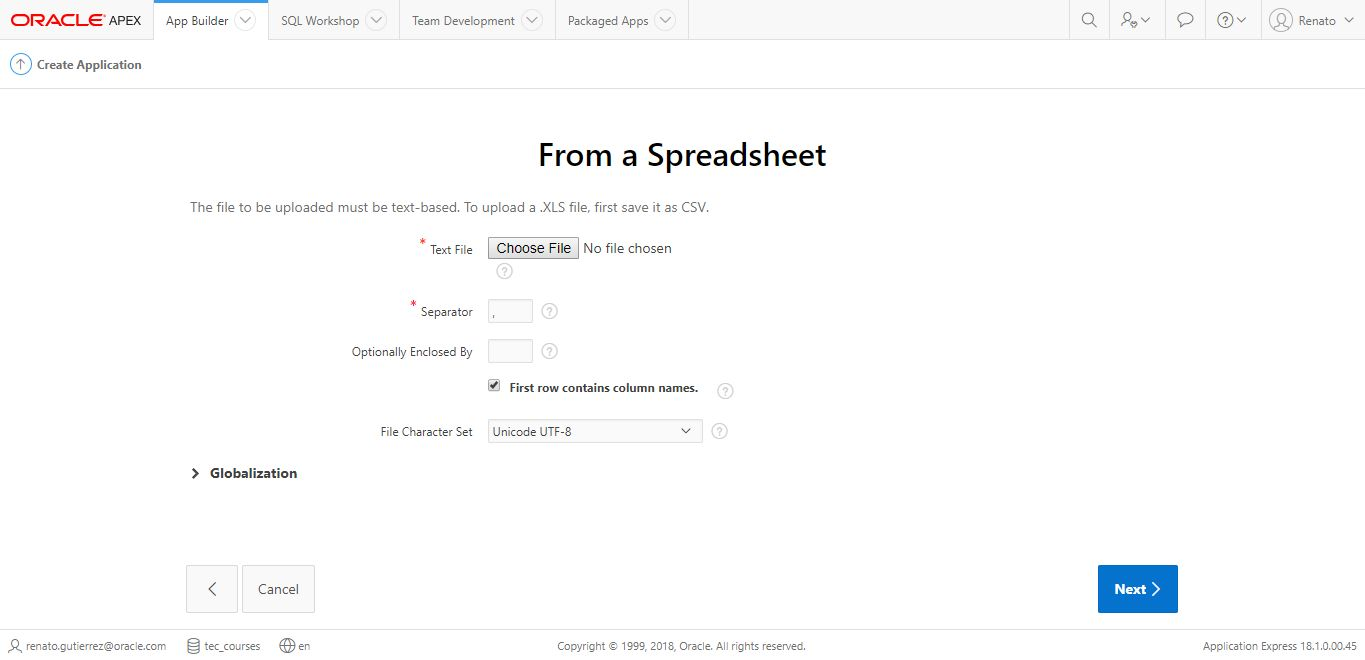 ORACLE APEX App Builder SQL Workshop Team Development Packaged Apps ? Renato
Create Application
From a Spreadsheet
The file to be uploaded must be text-based. To upload a .XLS file, first save it as CSV.
* Text File Choose File No file chosen
?
* Separator , ?
Optionally Enclosed By ?
First row contains column names. ?
File Character Set Unicode UTF-8 ?
Globalization
Cancel Next
renato.gutierrez@oracle.com tec_courses en Copyright © 1999, 2018, Oracle. All rights reserved. Application Express 18.1.0.00.45